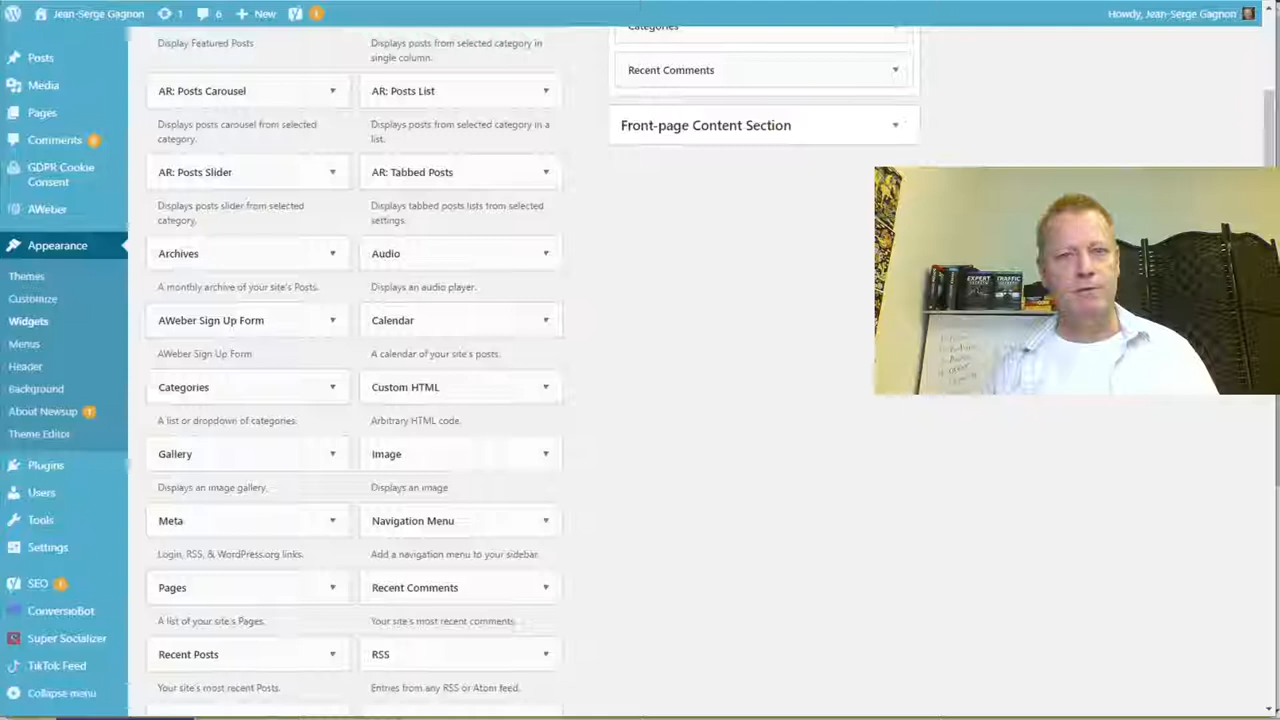 Jean-Serge Gagnon 1 6 + New 1 Howdy, Jean-Serge Gagnon
Posts
Media
Pages
Comments
GDPR Cookie
Consent
AWeber
Appearance
Themes
Customize
Widgets
Menus
Header
Background
About Newsup 1
Theme Editor
Plugins
Users
Tools
Settings
SEO 1
ConversioBot
Super Socializer
TikTok Feed
Collapse menu
Display Featured Posts
Displays posts from selected category in
single column.
AR: Posts Carousel
AR: Posts List
Displays posts carousel from selected
category.
Displays posts from selected category in a
list.
AR: Posts Slider
AR: Tabbed Posts
Displays posts slider from selected
category.
Displays tabbed posts lists from selected
settings.
Archives
Audio
A monthly archive of your site's Posts.
Displays an audio player.
AWeber Sign Up Form
Calendar
AWeber Sign Up Form
A calendar of your site's posts.
Categories
Custom HTML
A list or dropdown of categories.
Arbitrary HTML code.
Gallery
Image
Displays an image gallery.
Displays an image
Meta
Navigation Menu
Login, RSS, & WordPress.org links.
Add a navigation menu to your sidebar.
Pages
Recent Comments
A list of your site's Pages.
Your site's most recent comments.
Recent Posts
RSS
Your site's most recent Posts.
Entries from any RSS or Atom feed.
Categories
Recent Comments
Front-page Content Section
EXPERT
TRAFFIC